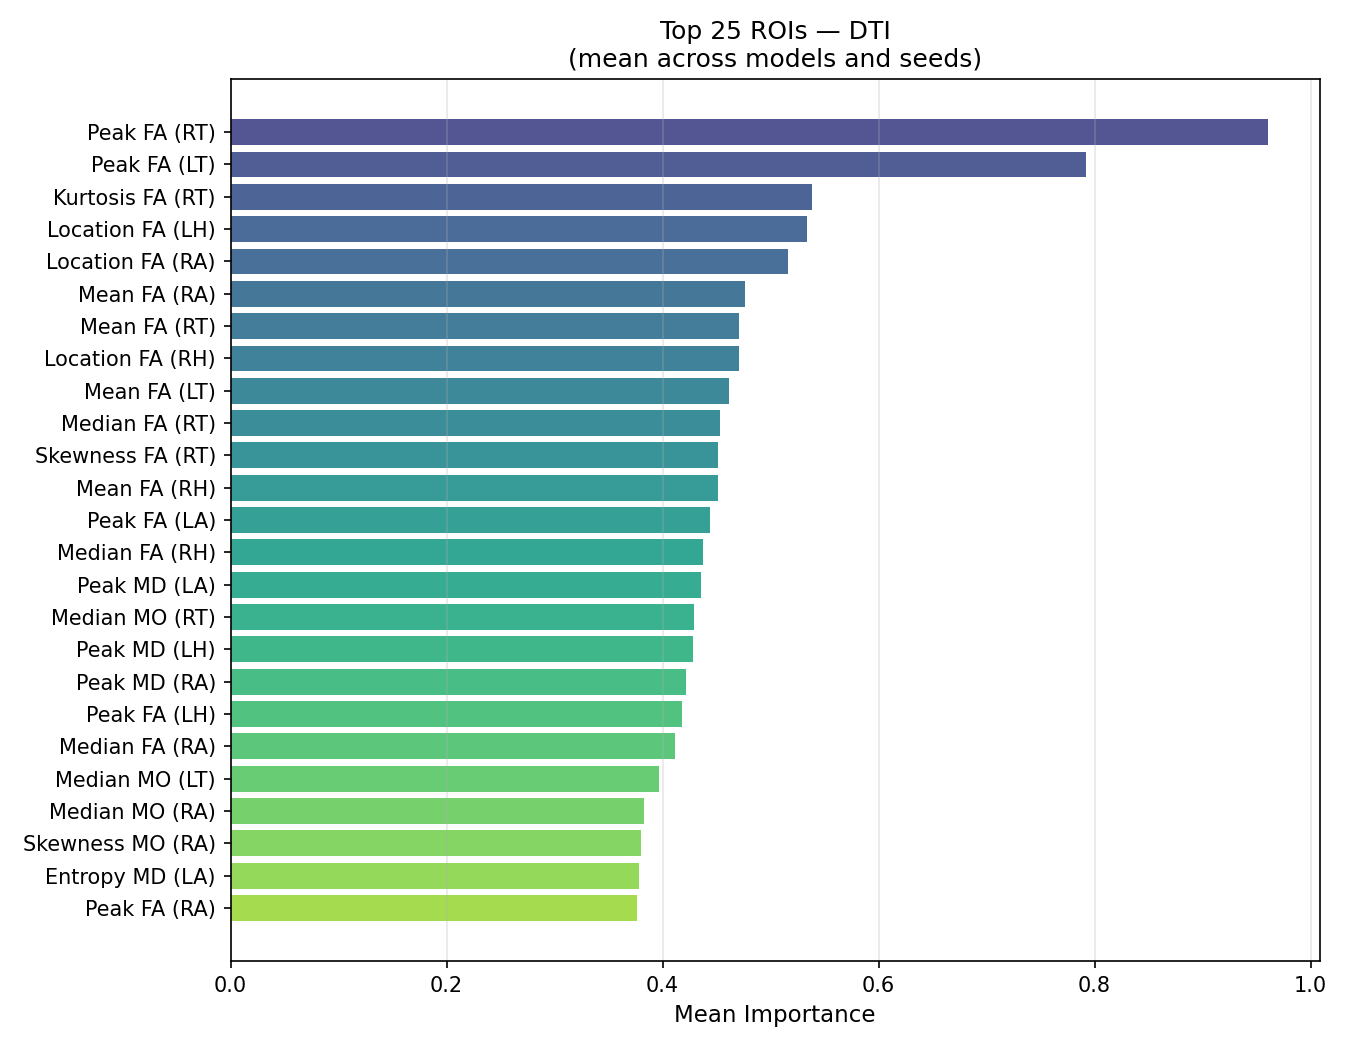 Top 25 ROIs — DTI
(mean across models and seeds)
Peak FA (RT)
Peak FA (LT)
Kurtosis FA (RT)
Location FA (LH)
Location FA (RA)
Mean FA (RA)
Mean FA (RT)
Location FA (RH)
Mean FA (LT)
Median FA (RT)
Skewness FA (RT)
Mean FA (RH)
Peak FA (LA)
Median FA (RH)
Peak MD (LA)
Median MO (RT)
Peak MD (LH)
Peak MD (RA)
Peak FA (LH)
Median FA (RA)
Median MO (LT)
Median MO (RA)
Skewness MO (RA)
Entropy MD (LA)
Peak FA (RA)
0.0 0.2 0.4 0.6 0.8 1.0
Mean Importance